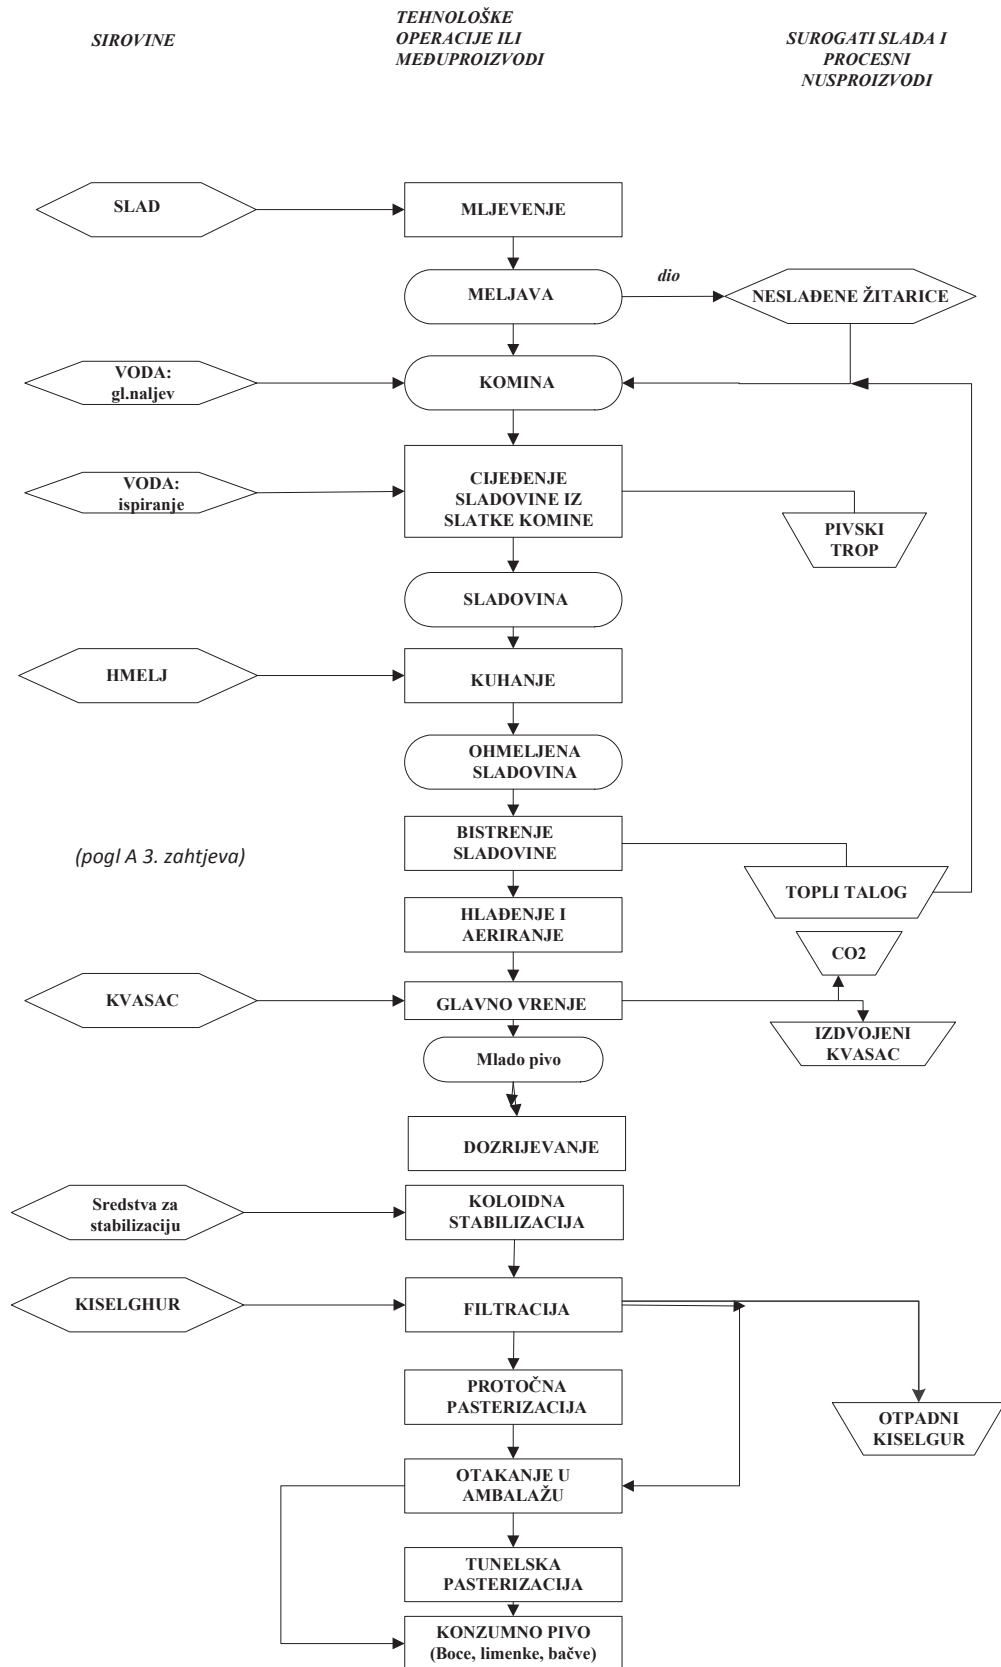 SIROVINE
TEHNOLOŠKE
OPERACIJE ILI
MEĐUPROIZVODI
SUROGATI SLADA I
PROCESNI
NUSPROIZVODI
SLAD
MLJEVENJE
MELJAVA
dio
NESLAĐENE ŽITARICE
VODA:
gl.naljev
KOMINA
VODA:
ispiranje
CIJEĐENJE
SLADOVINE IZ
SLATKE KOMINE
PIVSKI
TROP
SLADOVINA
HMELJ
KUHANJE
OHMELJENA
SLADOVINA
(pogl A 3. zahtjeva)
BISTRENJE
SLADOVINE
TOPLI TALOG
HLAĐENJE I
AERIRANJE
CO2
KVASAC
GLAVNO VRENJE
IZDVOJENI
KVASAC
Mlado pivo
DOZRIJEVANJE
Sredstva za
stabilizaciju
KOLOIDNA
STABILIZACIJA
KISELGHUR
FILTRACIJA
PROTOČNA
PASTERIZACIJA
OTPADNI
KISELGUR
OTAKANJE U
AMBALAŽU
TUNELSKA
PASTERIZACIJA
KONZUMNO PIVO
(Boce, limenke, bačve)